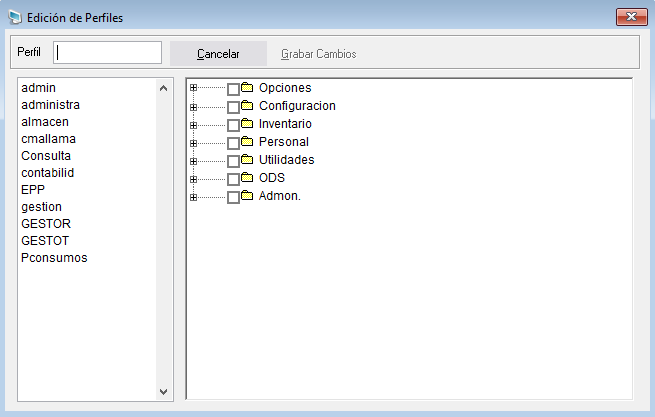 Edición de Perfiles
Perfil
Cancelar
Grabar Cambios
admin
administra
almacen
cmallama
Consulta
contabilid
EPP
gestion
GESTOR
GESTOT
Pconsumos
Opciones
Configuracion
Inventario
Personal
Utilidades
ODS
Admon.